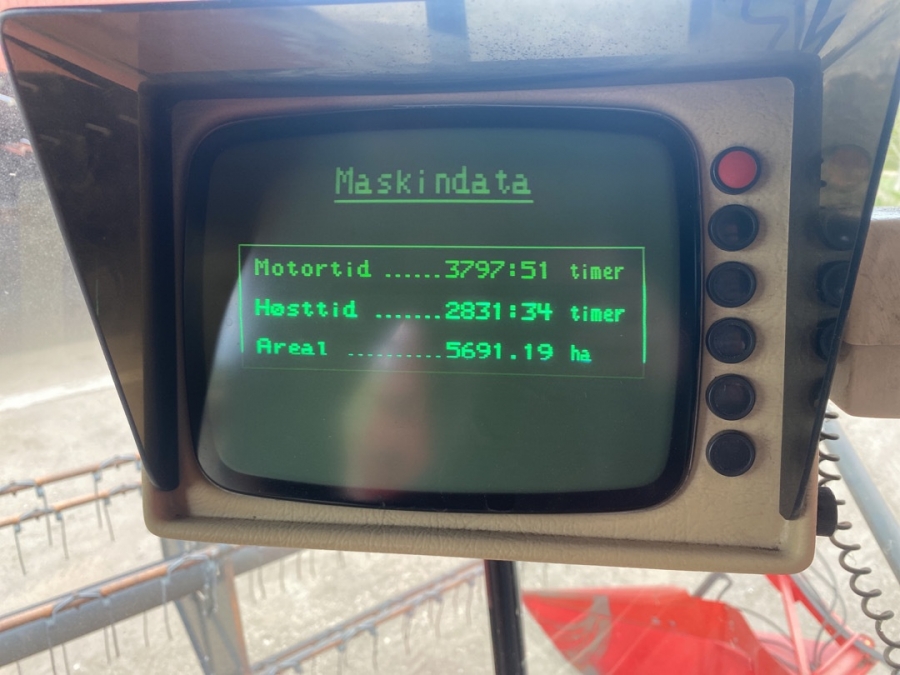 Maskindata
Motortid ......3797:51 timer
Høsttid .......2831:34 timer
Areal ..........5691.19 ha